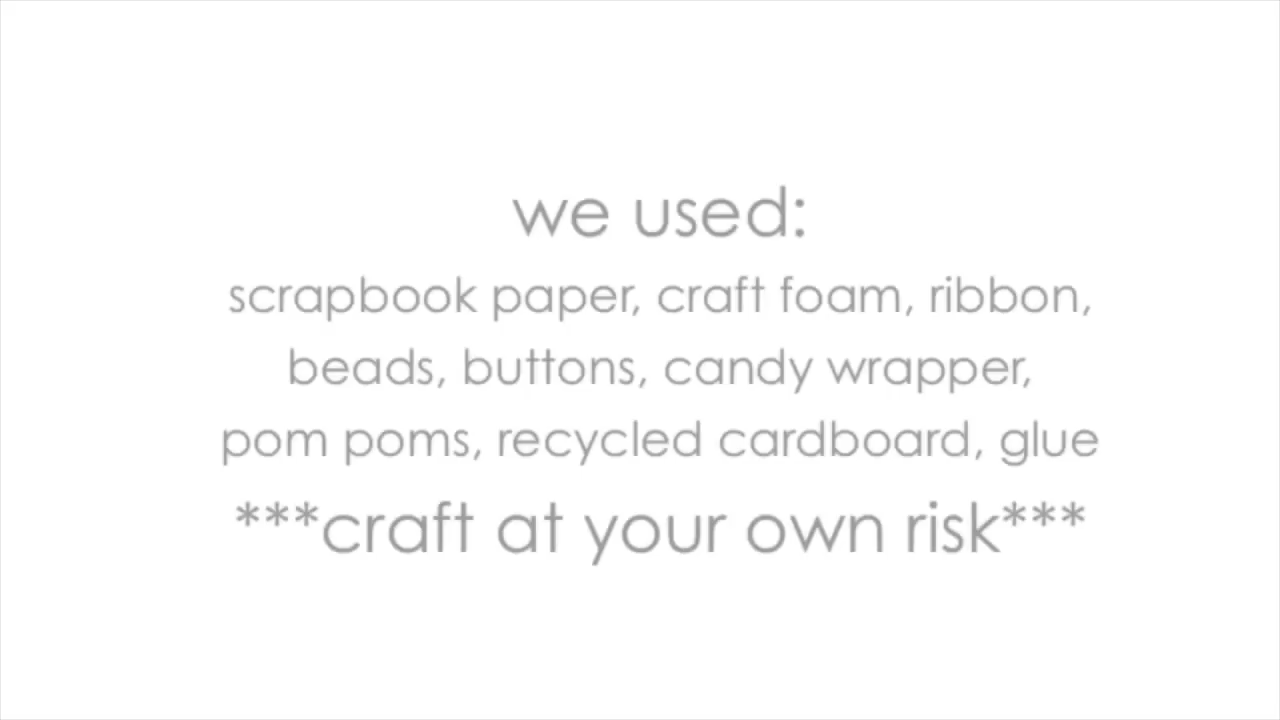 we used:
scrapbook paper, craft foam, ribbon,
beads, buttons, candy wrapper,
pom poms, recycled cardboard, glue
***craft at your own risk***